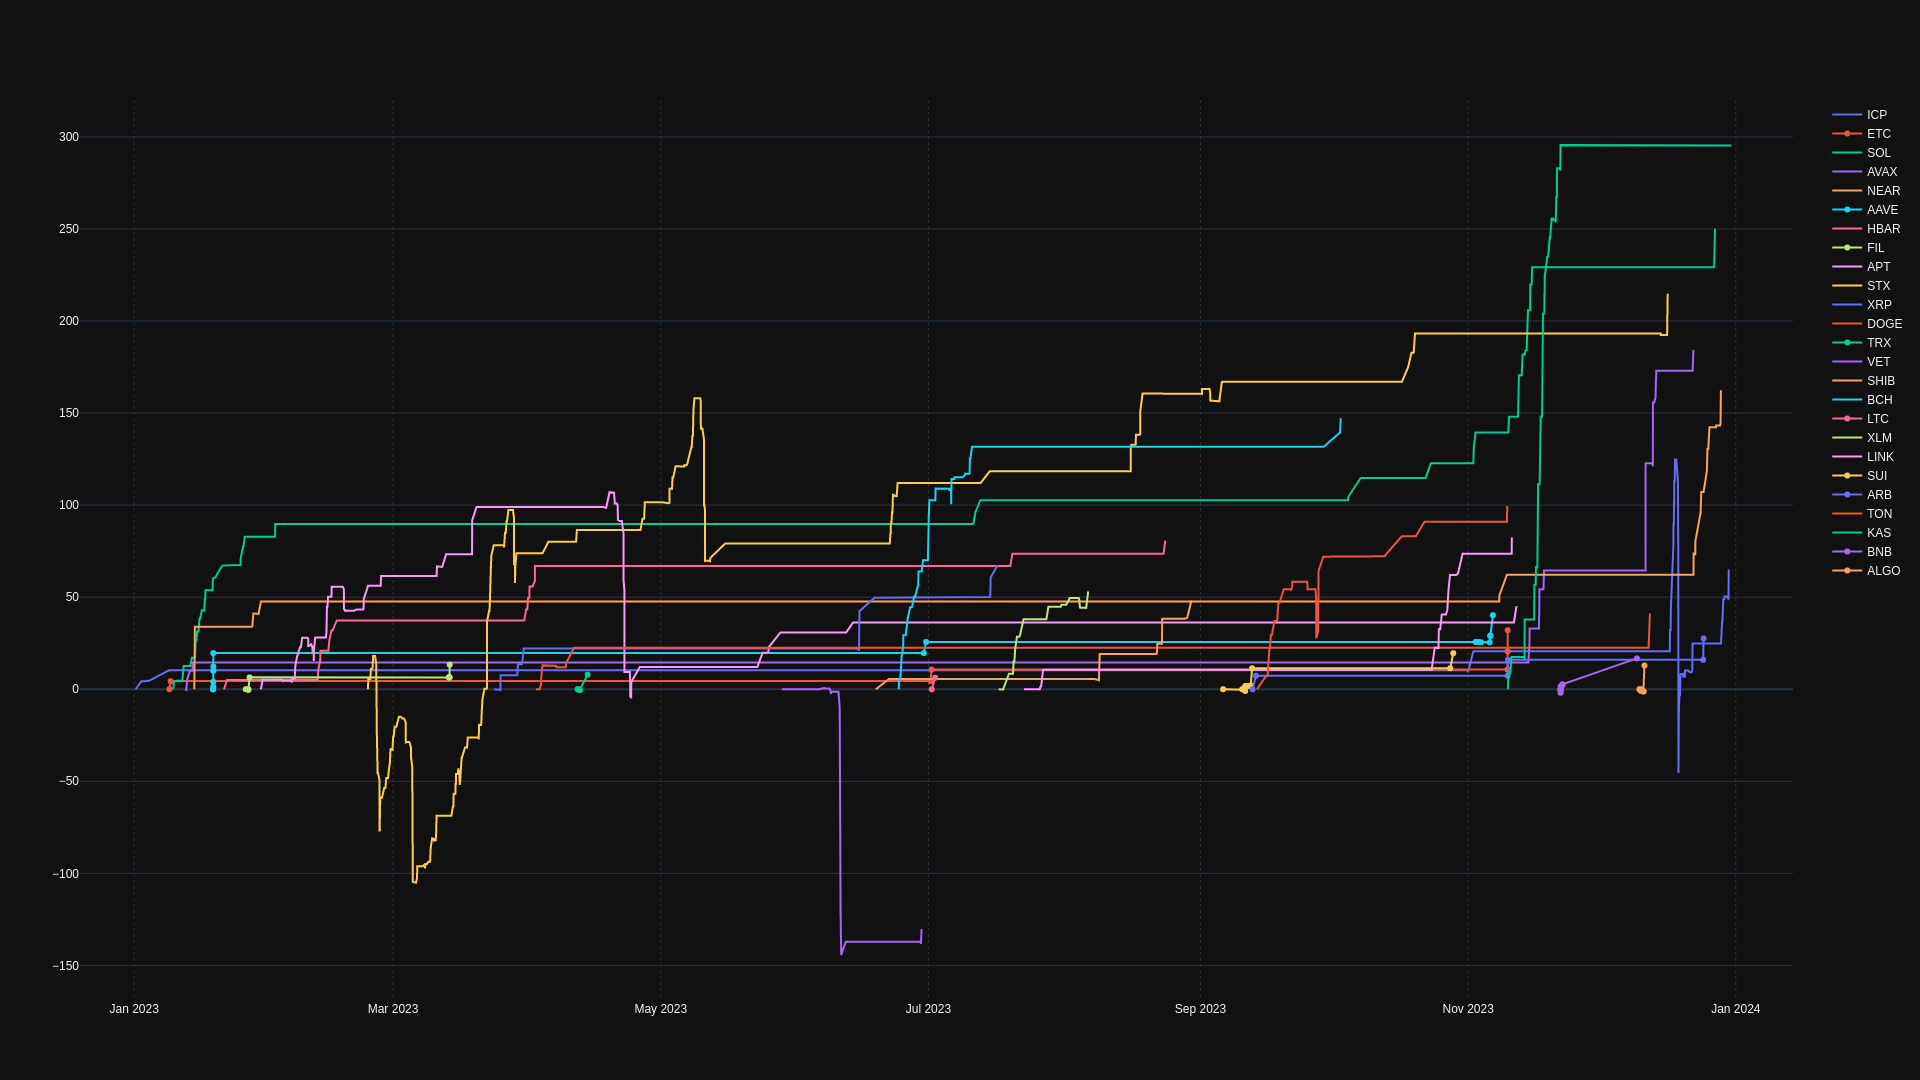 300
250
200
150
100
50
0
−50
−100
−150
Jan 2023
Mar 2023
May 2023
Jul 2023
Sep 2023
Nov 2023
Jan 2024
ICP
ETC
SOL
AVAX
NEAR
AAVE
HBAR
FIL
APT
STX
XRP
DOGE
TRX
VET
SHIB
BCH
LTC
XLM
LINK
SUI
ARB
TON
KAS
BNB
ALGO